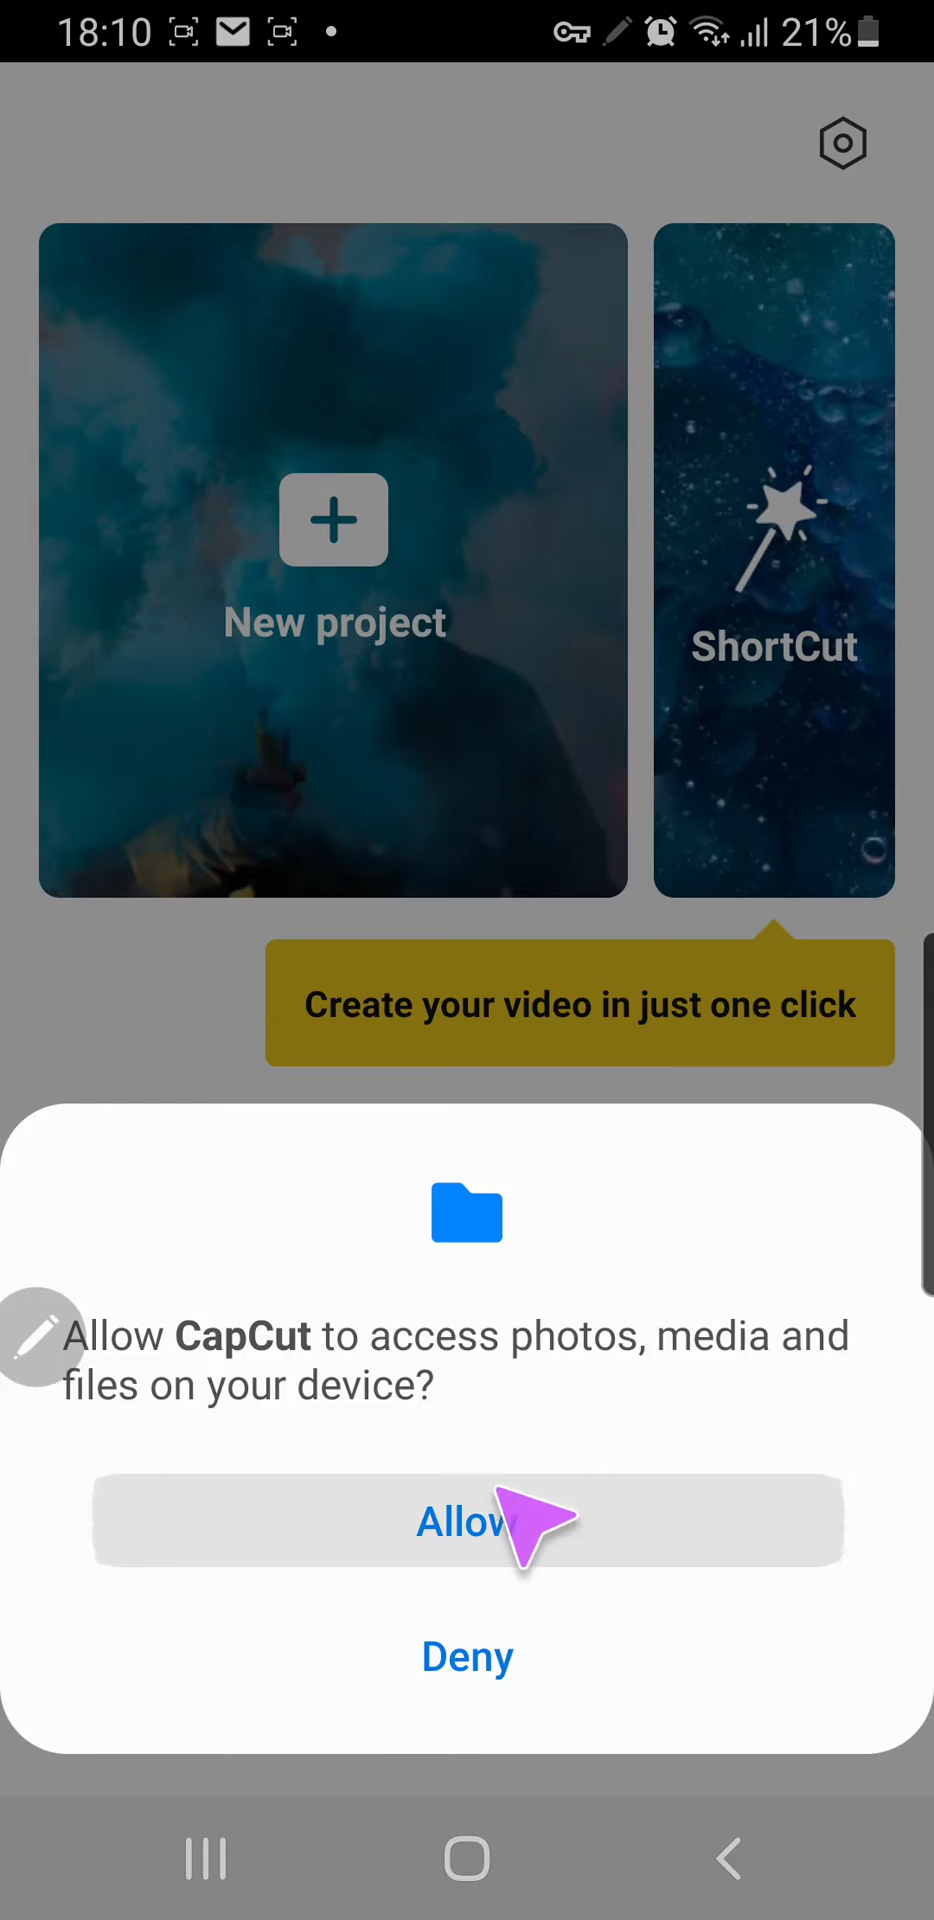 18:10
21%
New project
ShortCut
Create your video in just one click
Allow CapCut to access photos, media and
files on your device?
Allow
Deny